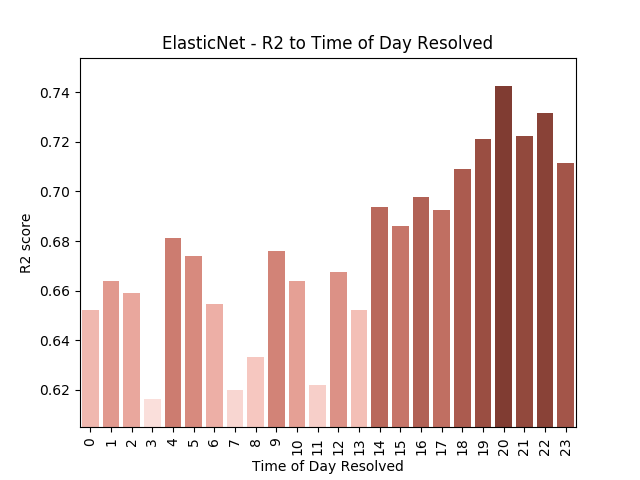 ElasticNet - R2 to Time of Day Resolved
0.74
0.72
0.70
0.68
0.66
0.64
0.62
R2 score
0 1 2 3 4 5 6 7 8 9 10 11 12 13 14 15 16 17 18 19 20 21 22 23
Time of Day Resolved